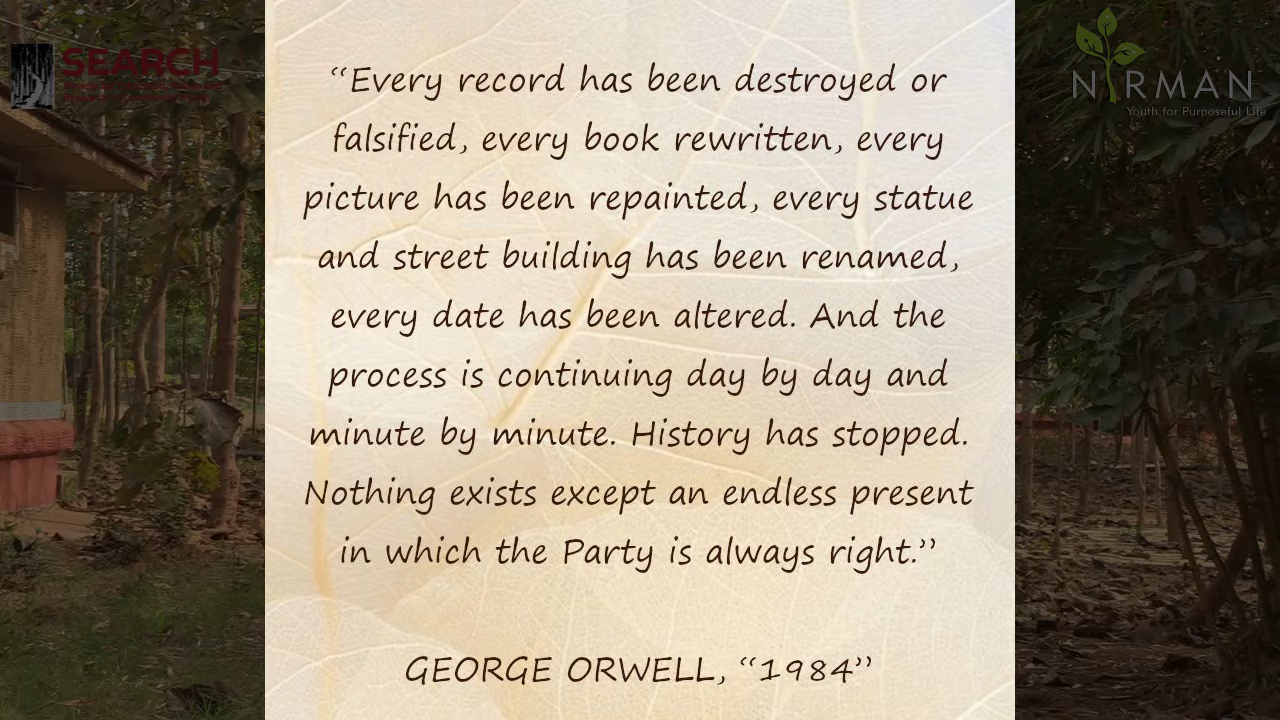 SEARCH
NIRMAN
Youth for Purposeful Life
“Every record has been destroyed or
falsified, every book rewritten, every
picture has been repainted, every statue
and street building has been renamed,
every date has been altered. And the
process is continuing day by day and
minute by minute. History has stopped.
Nothing exists except an endless present
in which the Party is always right.”
GEORGE ORWELL, “1984”